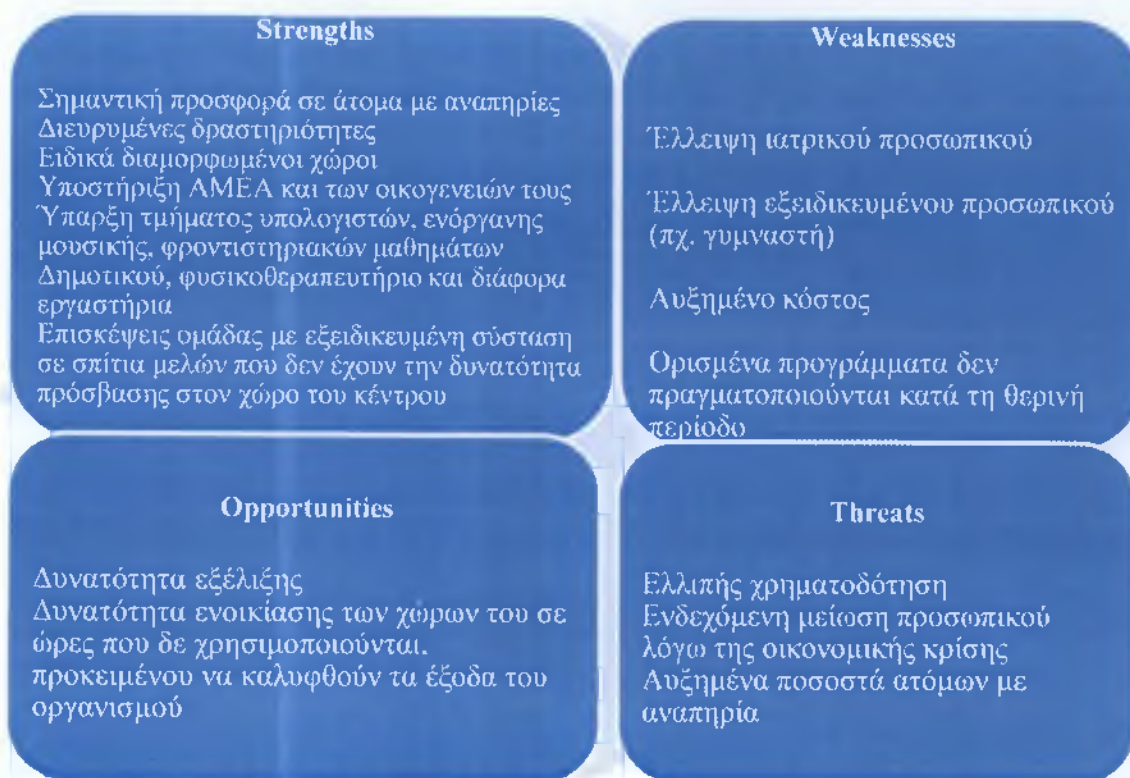 Strengths
Σημαντική προσφορά σε άτομα με αναπηρίες
Διευρυμένες δραστηριότητες
Ειδικά διαμορφωμένοι χώροι
Υποστήριξη ΑΜΕΑ και των οικογενειών τους
Ύπαρξη τμήματος υπολογιστών, ενόργανης
μουσικής, φροντιστηριακών μαθημάτων
Δημοτικού, φυσικοθεραπευτήριο και διάφορα
εργαστήρια
Επισκέψεις ομάδας με εξειδικευμένη σύσταση
σε σπίτια μελών που δεν έχουν την δυνατότητα
πρόσβασης στον χώρο του κέντρου
Weaknesses
Έλλειψη ιατρικού προσωπικού
Έλλειψη εξειδικευμένου προσωπικού
(πχ. γυμναστή)
Αυξημένο κόστος
Ορισμένα προγράμματα δεν
πραγματοποιούνται κατά τη θερινή
περίοδο
Opportunities
Δυνατότητα εξέλιξης
Δυνατότητα ενοικίασης των χώρων του σε
ώρες που δε χρησιμοποιούνται.
προκειμένου να καλυφθούν τα έξοδα του
οργανισμού
Threats
Ελλιπής χρηματοδότηση
Ενδεχόμενη μείωση προσωπικού
λόγω της οικονομικής κρίσης
Αυξημένα ποσοστά ατόμων με
αναπηρία